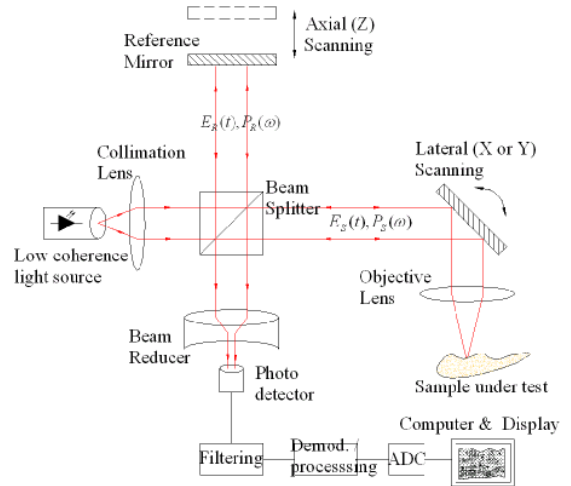 Axial (Z)
Scanning
Reference
Mirror
E_R(t), P_R(ω)
Collimation
Lens
Lateral (X or Y)
Scanning
Beam
Splitter
E_S(t), P_S(ω)
Low coherence
light source
Objective
Lens
Beam
Reducer
Photo
detector
Sample under test
Computer & Display
Filtering
Demod. /
processsing
ADC